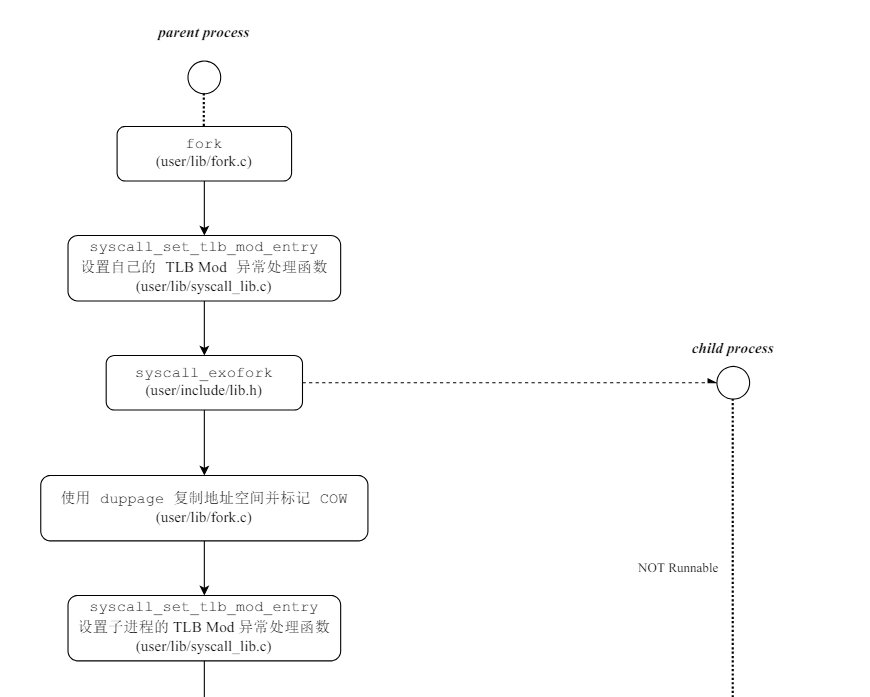 parent process
fork
(user/lib/fork.c)
syscall_set_tlb_mod_entry
设置自己的 TLB Mod 异常处理函数
(user/lib/syscall_lib.c)
child process
syscall_exofork
(user/include/lib.h)
使用 duppage 复制地址空间并标记 COW
(user/lib/fork.c)
NOT Runnable
syscall_set_tlb_mod_entry
设置子进程的 TLB Mod 异常处理函数
(user/lib/syscall_lib.c)